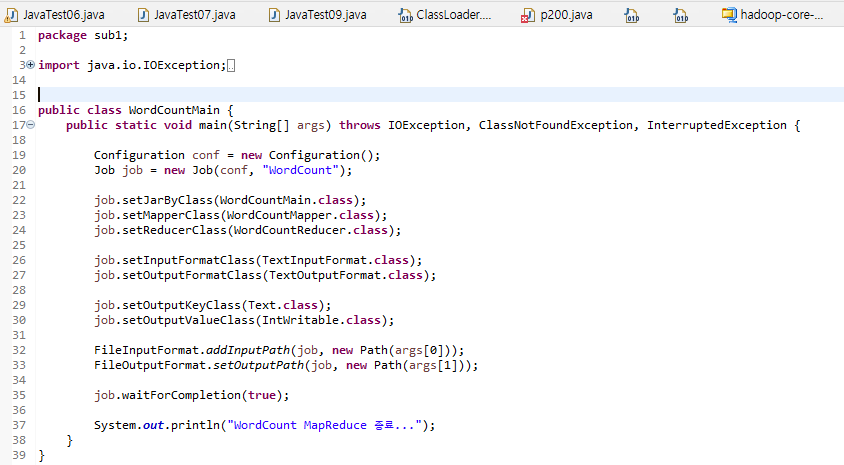 JavaTest06.java JavaTest07.java JavaTest09.java ClassLoader.... p200.java hadoop-core-...
1 package sub1;
2
3 import java.io.IOException;
14
15
16 public class WordCountMain {
17 public static void main(String[] args) throws IOException, ClassNotFoundException, InterruptedException {
18
19 Configuration conf = new Configuration();
20 Job job = new Job(conf, "WordCount");
21
22 job.setJarByClass(WordCountMain.class);
23 job.setMapperClass(WordCountMapper.class);
24 job.setReducerClass(WordCountReducer.class);
25
26 job.setInputFormatClass(TextInputFormat.class);
27 job.setOutputFormatClass(TextOutputFormat.class);
28
29 job.setOutputKeyClass(Text.class);
30 job.setOutputValueClass(IntWritable.class);
31
32 FileInputFormat.addInputPath(job, new Path(args[0]));
33 FileOutputFormat.setOutputPath(job, new Path(args[1]));
34
35 job.waitForCompletion(true);
36
37 System.out.println("WordCount MapReduce 종료...");
38 }
39 }